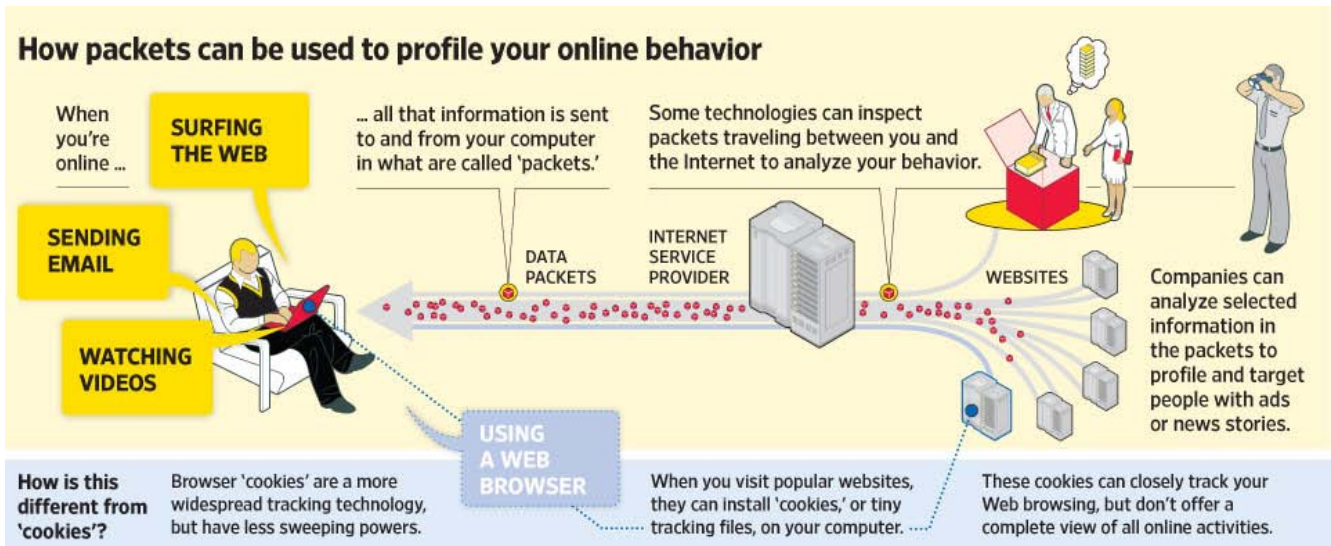 How packets can be used to profile your online behavior
When
you're
online ...
SURFING
THE WEB
SENDING
EMAIL
WATCHING
VIDEOS
... all that information is sent
to and from your computer
in what are called 'packets.'
DATA
PACKETS
Some technologies can inspect
packets traveling between you and
the Internet to analyze your behavior.
INTERNET
SERVICE
PROVIDER
WEBSITES
Companies can
analyze selected
information in
the packets to
profile and target
people with ads
or news stories.
USING
A WEB
BROWSER
How is this
different from
'cookies'?
Browser 'cookies' are a more
widespread tracking technology,
but have less sweeping powers.
When you visit popular websites,
they can install 'cookies,' or tiny
tracking files, on your computer.
These cookies can closely track your
Web browsing, but don't offer a
complete view of all online activities.